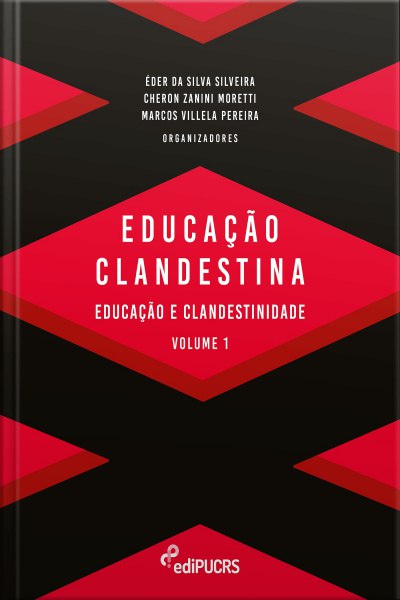 ÉDER DA SILVA SILVEIRA
CHERON ZANINI MORETTI
MARCOS VILLELA PEREIRA
ORGANIZADORES
EDUCAÇÃO
CLANDESTINA
EDUCAÇÃO E CLANDESTINIDADE
VOLUME 1
ediPUCRS